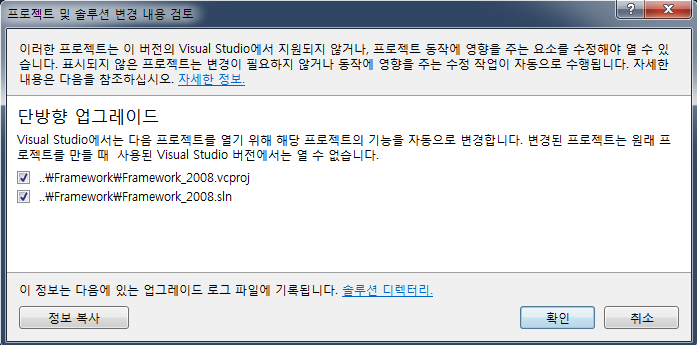 프로젝트 및 솔루션 변경 내용 검토
이러한 프로젝트는 이 버전의 Visual Studio에서 지원되지 않거나, 프로젝트 동작에 영향을 주는 요소를 수정해야 열 수 있
습니다. 표시되지 않은 프로젝트는 변경이 필요하지 않거나 동작에 영향을 주는 수정 작업이 자동으로 수행됩니다. 자세한
내용은 다음을 참조하십시오. 자세한 정보.
단방향 업그레이드
Visual Studio에서는 다음 프로젝트를 열기 위해 해당 프로젝트의 기능을 자동으로 변경합니다. 변경된 프로젝트는 원래 프
로젝트를 만들 때 사용된 Visual Studio 버전에서는 열 수 없습니다.
..₩Framework₩Framework_2008.vcproj
..₩Framework₩Framework_2008.sln
이 정보는 다음에 있는 업그레이드 로그 파일에 기록됩니다. 솔루션 디렉터리.
정보 복사 확인 취소